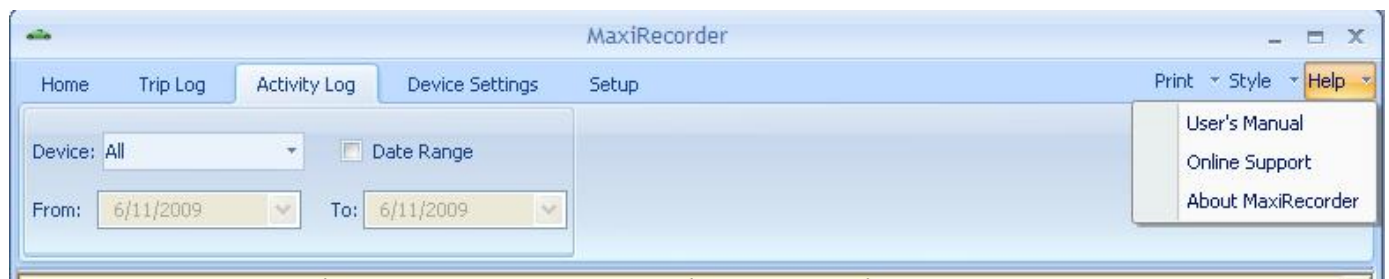 MaxiRecorder
Home Trip Log Activity Log Device Settings Setup Print Style Help
User's Manual
Device: All Date Range
Online Support
From: 6/11/2009 To: 6/11/2009
About MaxiRecorder